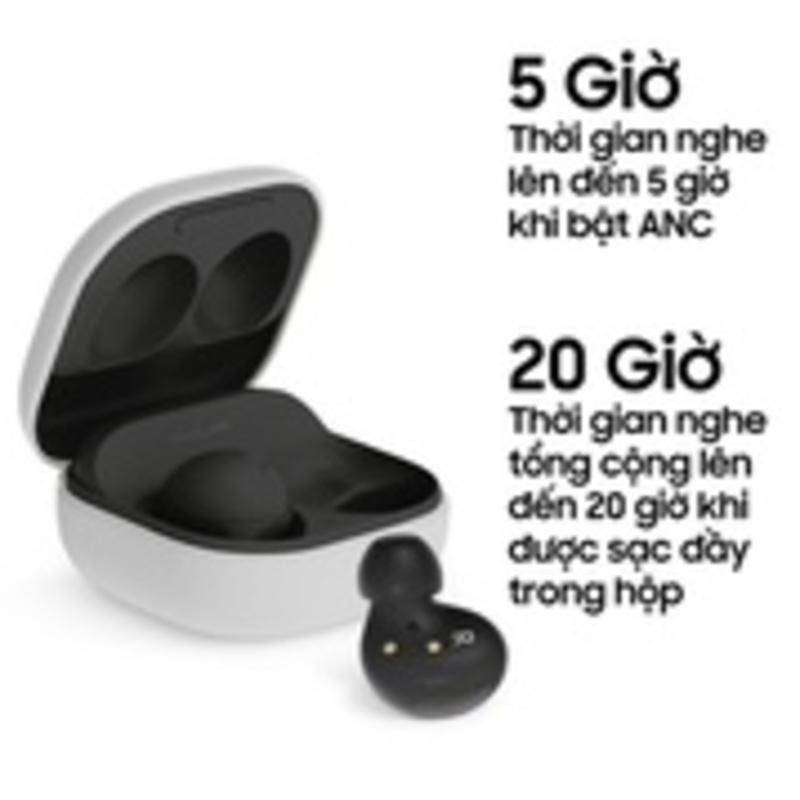 5 Giờ
Thời gian nghe
lên đến 5 giờ
khi bật ANC
20 Giờ
Thời gian nghe
tổng cộng lên
đến 20 giờ khi
được sạc đầy
trong hộp